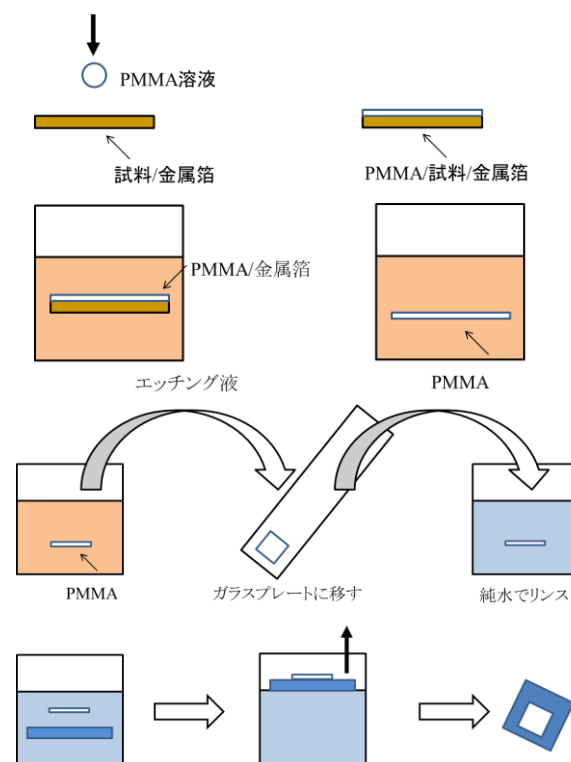 PMMA溶液
試料/金属箔
PMMA/試料/金属箔
PMMA/金属箔
エッチング液
PMMA
PMMA
ガラスプレートに移す
純水でリンス